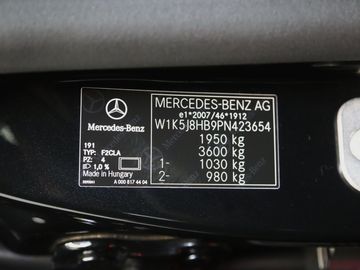 MERCEDES-BENZ AG
e1*2007/46*1912
W1K5J8HB9PN423654
1950 kg
3600 kg
1- 1030 kg
2- 980 kg
Mercedes-Benz
191
TYP: F2CLA
PZ: 4
1,0 %
Made in Hungary
A 000 817 44 04